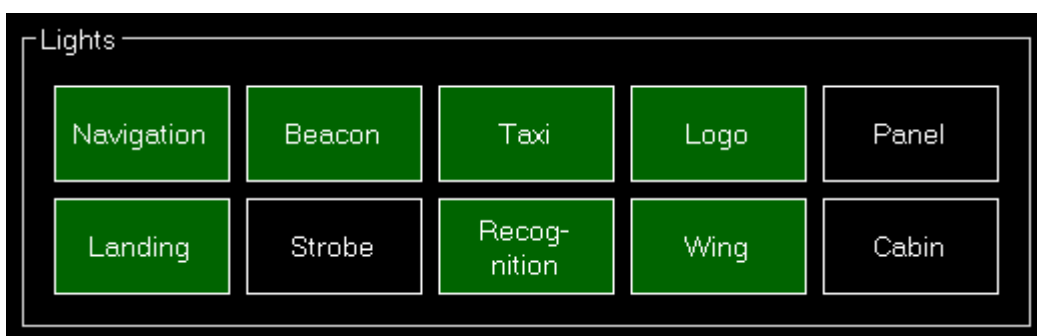 Lights
Navigation
Beacon
Taxi
Logo
Panel
Landing
Strobe
Recog-
nition
Wing
Cabin